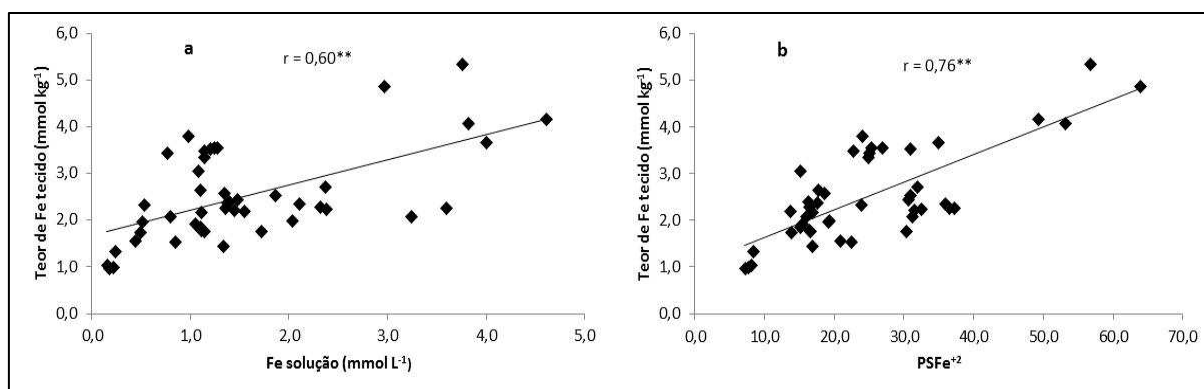 a
r = 0,60**
Teor de Fe tecido (mmol kg-1)
6,0
5,0
4,0
3,0
2,0
1,0
0,0
0,0 1,0 2,0 3,0 4,0 5,0
Fe solução (mmol L-1)
b
r = 0,76**
Teor de Fe tecido (mmol kg-1)
6,0
5,0
4,0
3,0
2,0
1,0
0,0
0,0 10,0 20,0 30,0 40,0 50,0 60,0 70,0
PSFe+2